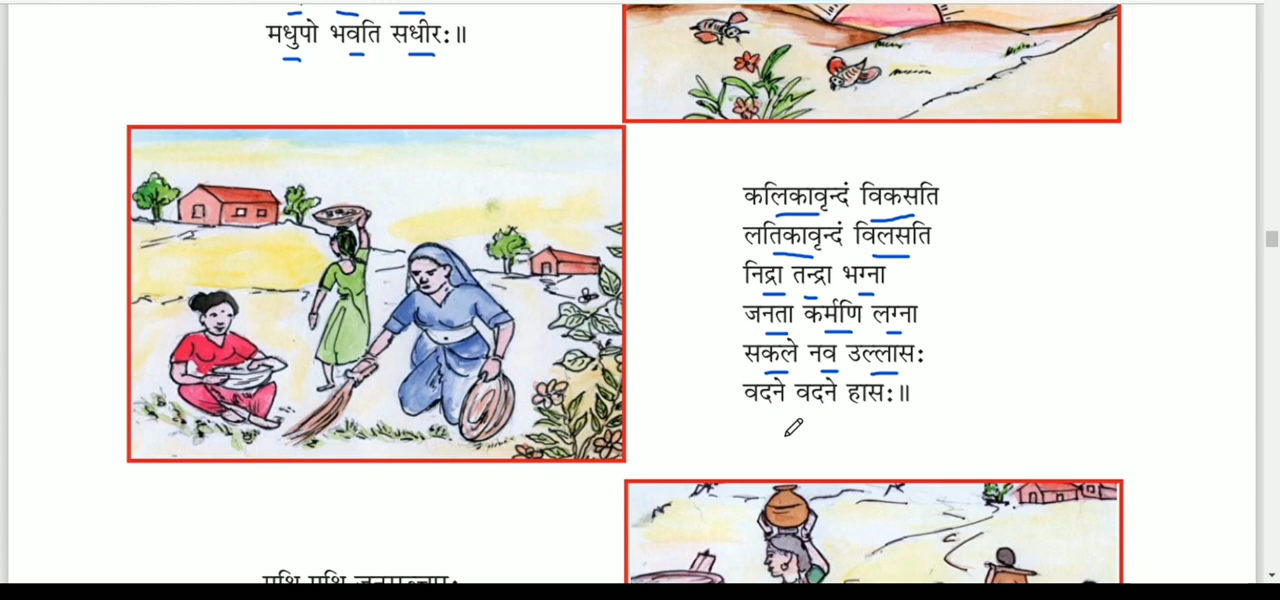 मधुपो भवति सधीरः॥
कलिकावृन्दं विकसति
लतिकावृन्दं विलसति
निद्रा तन्द्रा भग्ना
जनता कर्मणि लग्ना
सकले नव उल्लासः
वदने वदने हासः॥